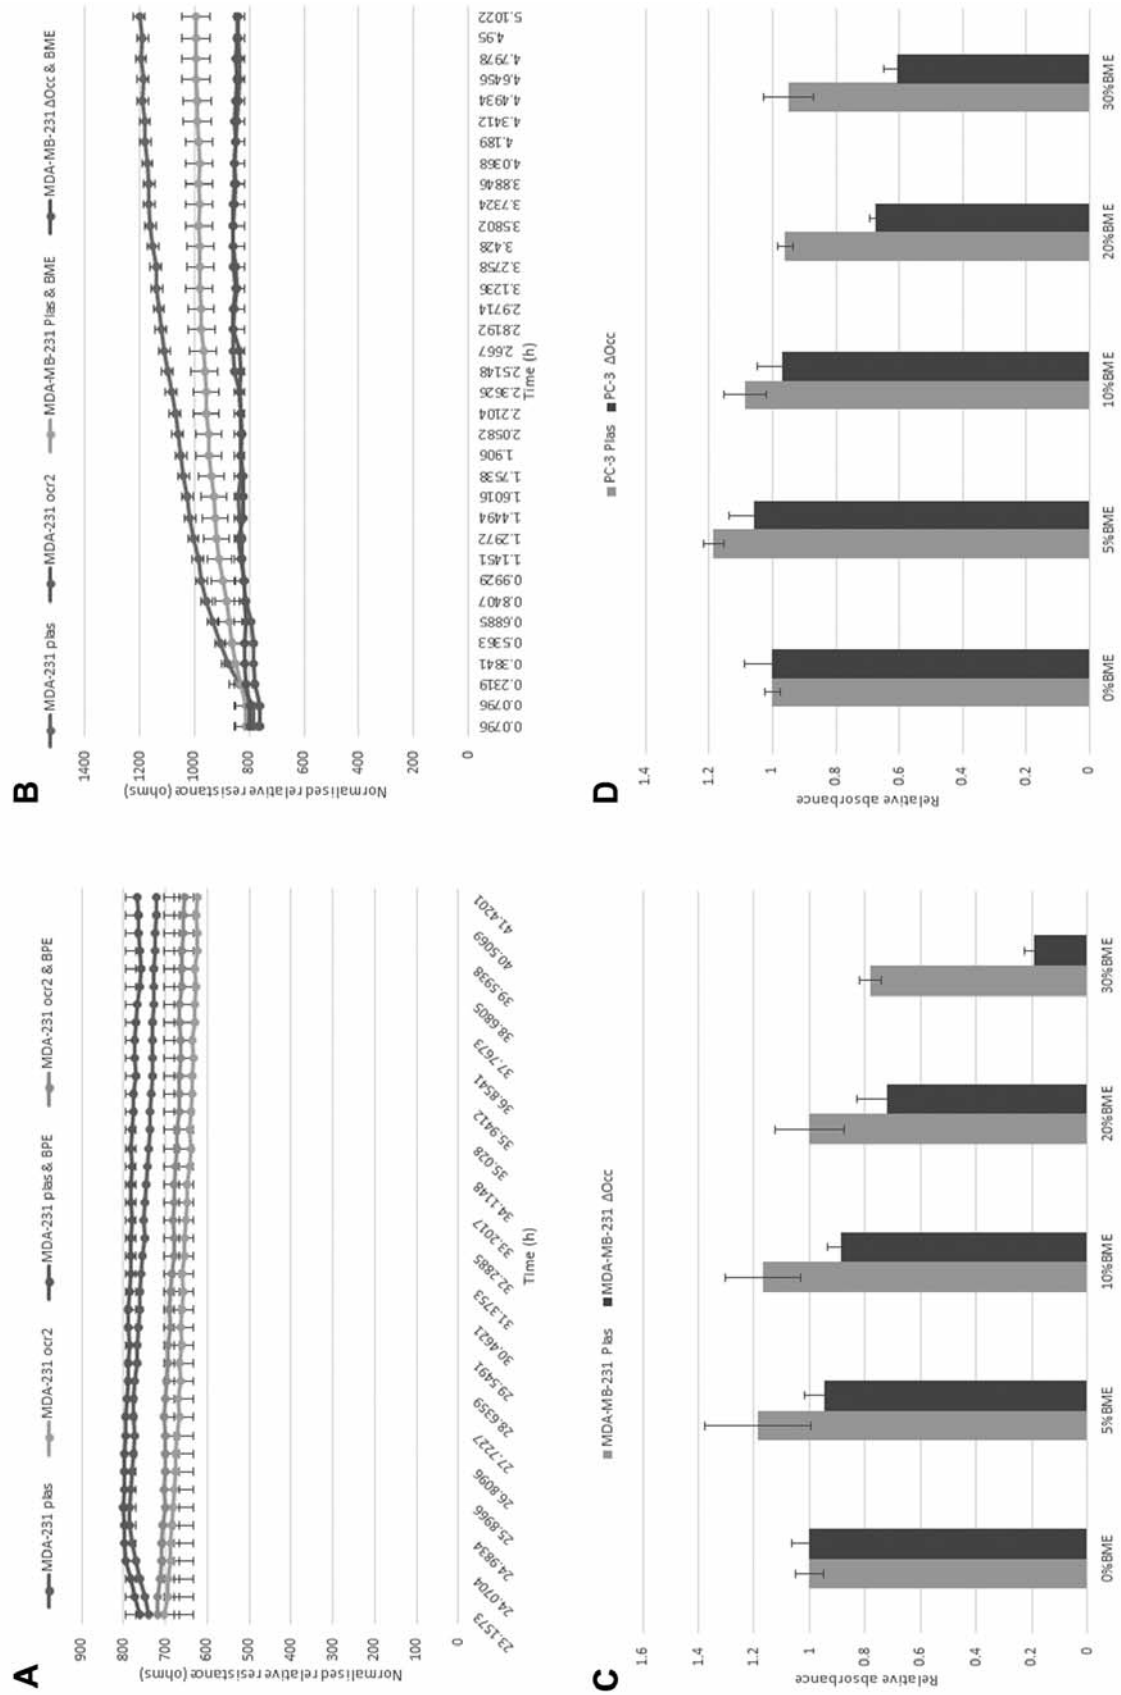 A
MDA-231 plas
MDA-231 ocr2
MDA-231 plas & BPE
MDA-231 ocr2 & BPE
Normalised relative resistance (ohms)
900
800
700
600
500
400
300
200
100
0
23.1573
24.0704
24.9834
25.8966
26.8096
27.7227
28.6359
29.5491
30.4621
31.3753
32.2885
33.2017
34.1148
35.028
35.9412
36.8541
37.7673
38.6805
39.5938
40.5069
41.4201
Time (h)
B
MDA-231 plas
MDA-231 ocr2
MDA-MB-231 Plas & BME
MDA-MB-231 ΔOcc & BME
Normalised relative resistance (ohms)
1400
1200
1000
800
600
400
200
0
0.0796
0.0796
0.2319
0.3841
0.5363
0.6885
0.8407
0.9929
1.1451
1.2972
1.4494
1.6016
1.7538
1.906
2.0582
2.2104
2.3626
2.5148
2.667
2.8192
2.9714
3.1236
3.2758
3.428
3.5802
3.7324
3.8846
4.0368
4.189
4.3412
4.4934
4.6456
4.7978
4.95
5.1022
Time (h)
C
MDA-MB-231 Plas
MDA-MB-231 ΔOcc
Relative absorbance
1.6
1.4
1.2
1
0.8
0.6
0.4
0.2
0
0%BME
5%BME
10%BME
20%BME
30%BME
D
PC-3 Plas
PC-3 ΔOcc
Relative absorbance
1.4
1.2
1
0.8
0.6
0.4
0.2
0
0%BME
5%BME
10%BME
20%BME
30%BME